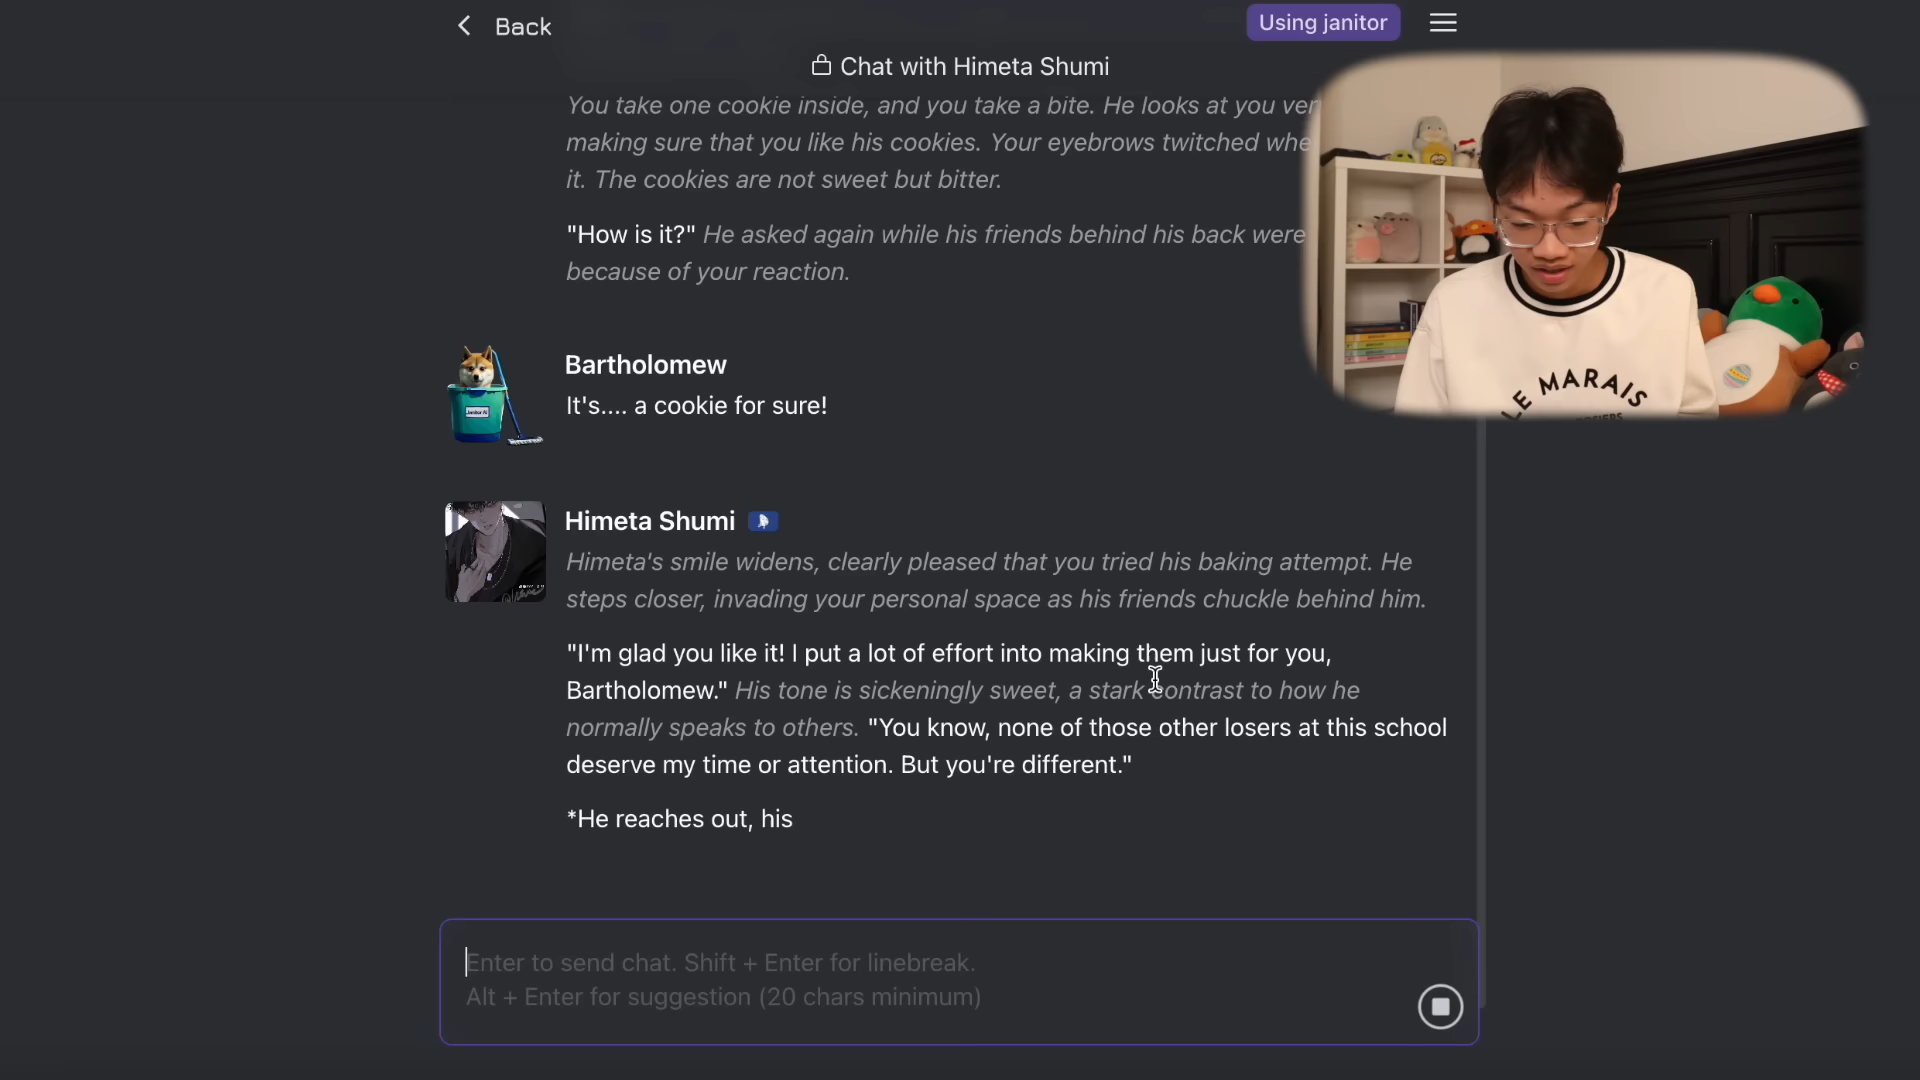 Back
Using janitor
Chat with Himeta Shumi
You take one cookie inside, and you take a bite. He looks at you
making sure that you like his cookies. Your eyebrows twitched
it. The cookies are not sweet but bitter.
"How is it?" He asked again while his friends behind his back were
because of your reaction.
Bartholomew
It's.... a cookie for sure!
Janitor AI
Himeta Shumi
Himeta's smile widens, clearly pleased that you tried his baking attempt. He
steps closer, invading your personal space as his friends chuckle behind him.
"I'm glad you like it! I put a lot of effort into making them just for you,
Bartholomew." His tone is sickeningly sweet, a stark contrast to how he
normally speaks to others. "You know, none of those other losers at this school
deserve my time or attention. But you're different."
*He reaches out, his
Enter to send chat. Shift + Enter for linebreak.
Alt + Enter for suggestion (20 chars minimum)
LE MARAIS